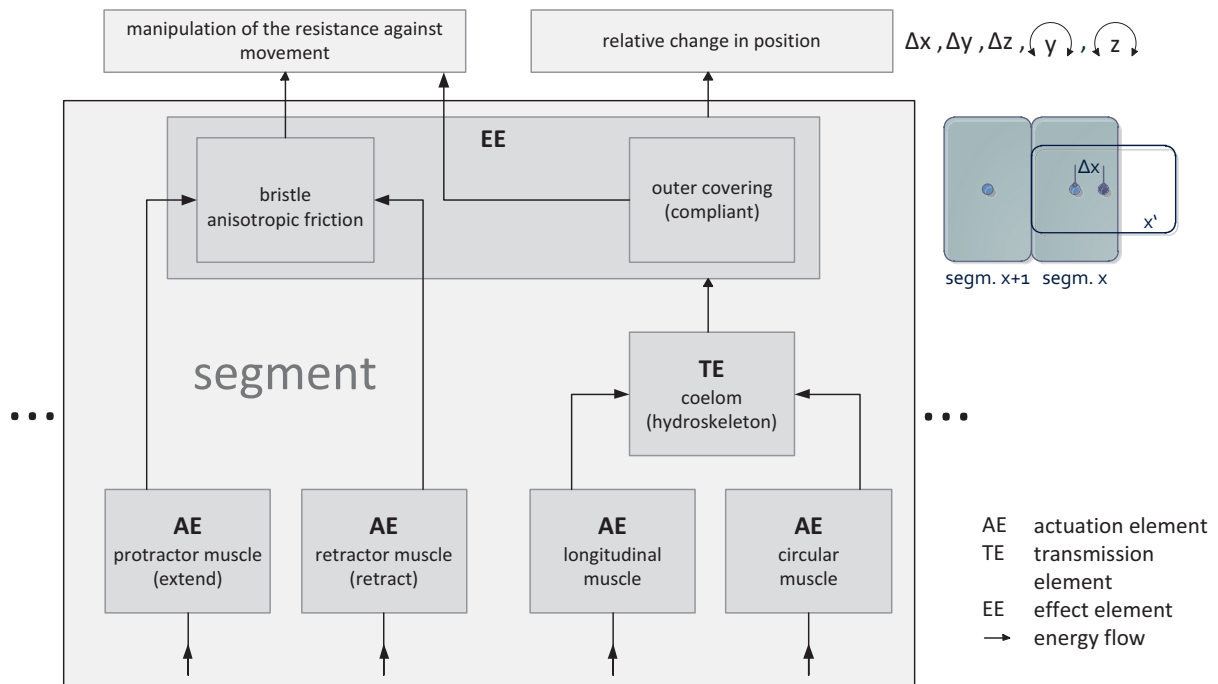 manipulation of the resistance against
movement
relative change in position
Δx , Δy , Δz , y , z
EE
bristle
anisotropic friction
outer covering
(compliant)
Δx
x‘
segm. x+1 segm. x
segment
TE
coelom
(hydroskeleton)
... ...
AE
protractor muscle
(extend)
AE
retractor muscle
(retract)
AE
longitudinal
muscle
AE
circular
muscle
AE actuation element
TE transmission
element
EE effect element
→ energy flow